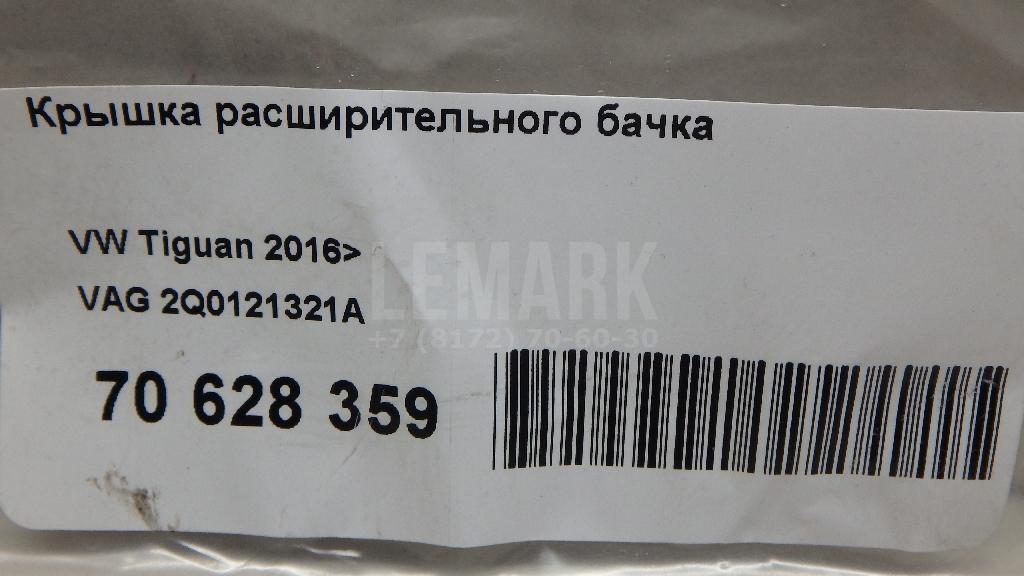 Крышка расширительного бачка
VW Tiguan 2016>
LEMARK
VAG 2Q0121321A
+7 (8172) 70-60-30
70 628 359